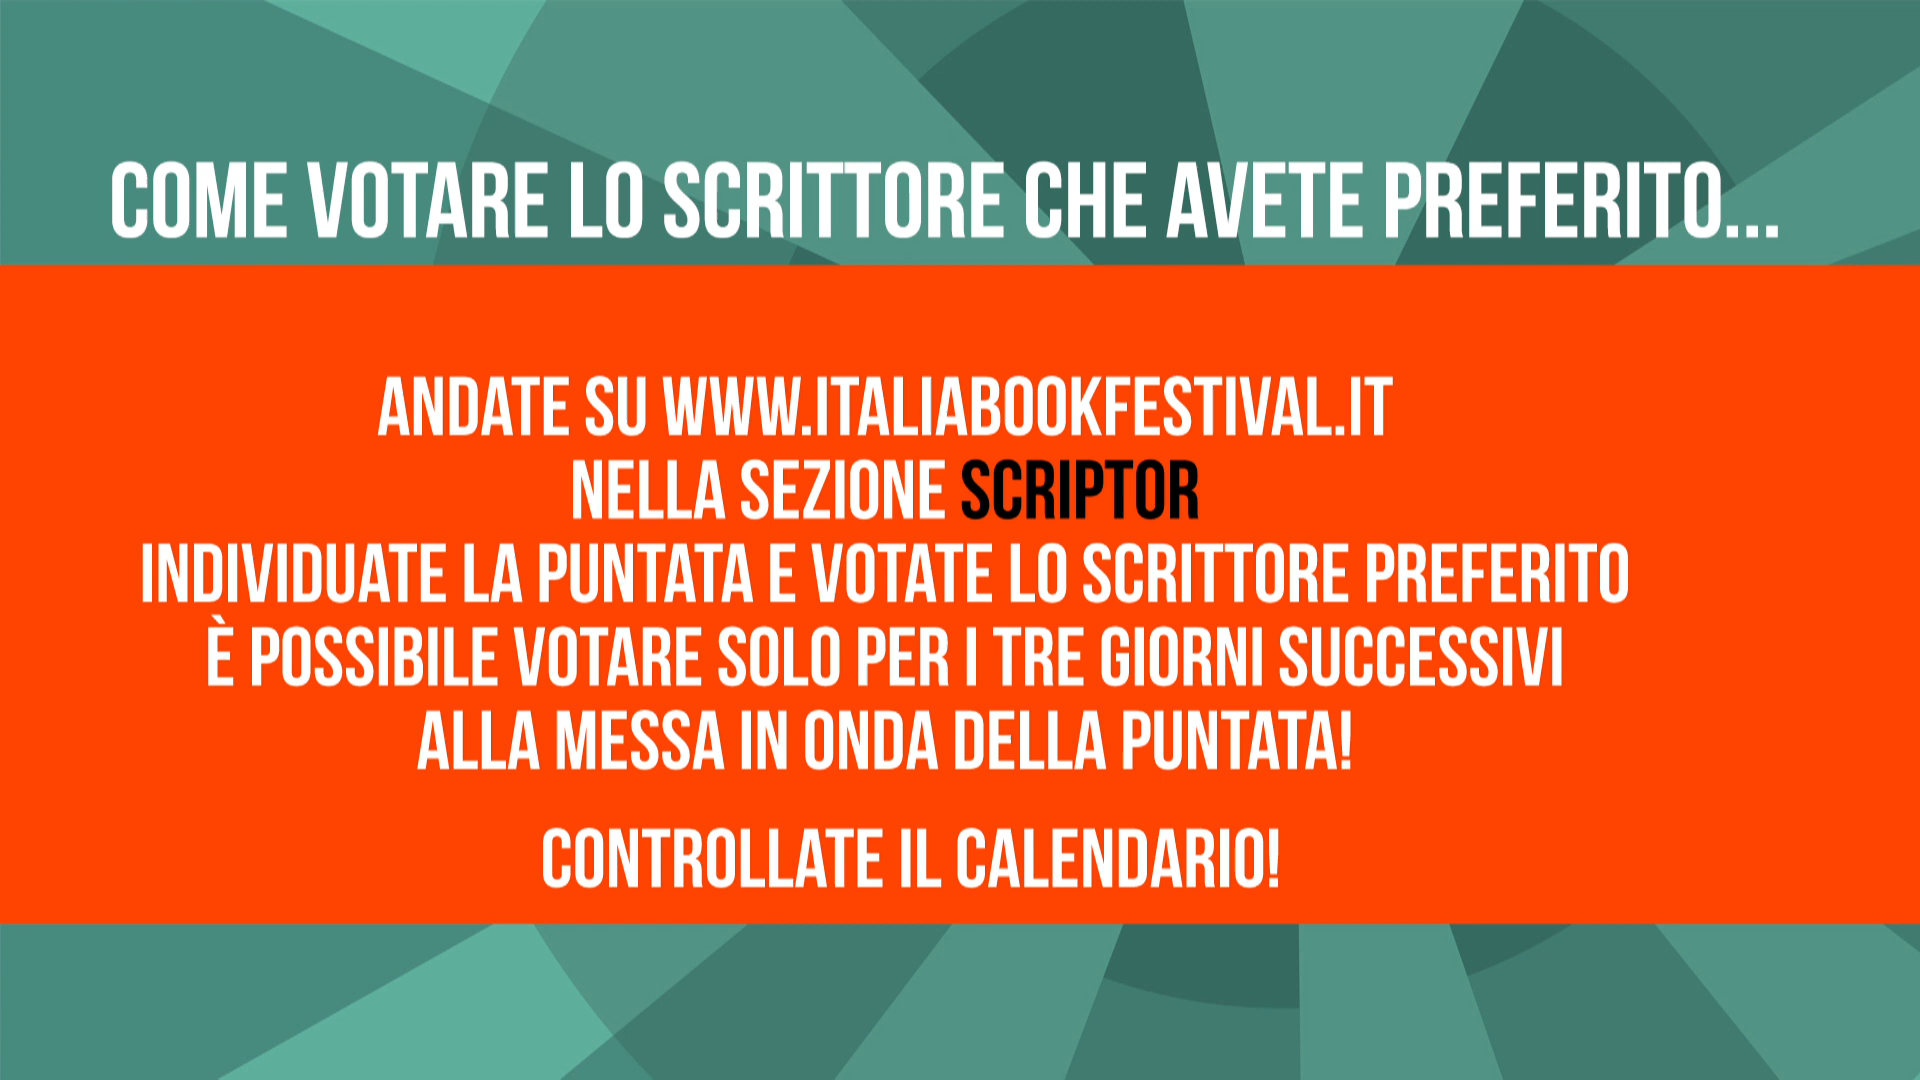 COME VOTARE LO SCRITTORE CHE AVETE PREFERITO...
ANDATE SU WWW.ITALIABOOKFESTIVAL.IT
NELLA SEZIONE SCRIPTOR
INDIVIDUATE LA PUNTATA E VOTATE LO SCRITTORE PREFERITO
È POSSIBILE VOTARE SOLO PER I TRE GIORNI SUCCESSIVI
ALLA MESSA IN ONDA DELLA PUNTATA!
CONTROLLATE IL CALENDARIO!